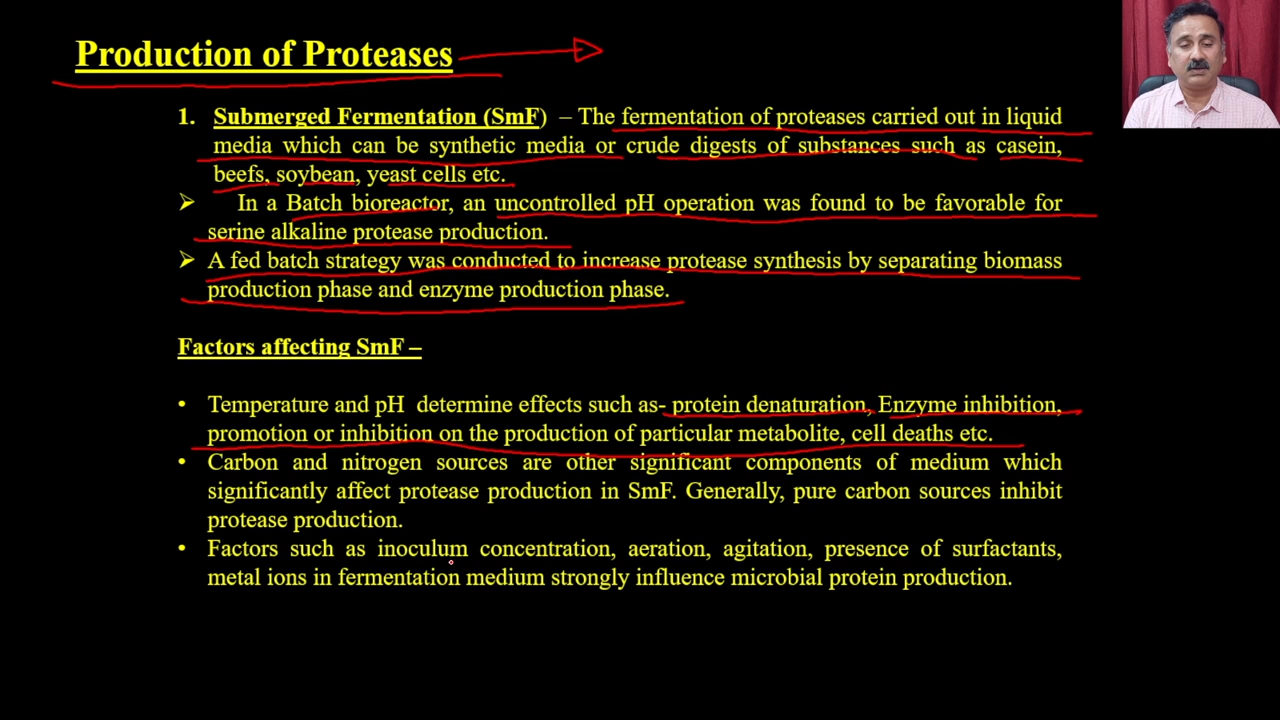 Production of Proteases
1. Submerged Fermentation (SmF) – The fermentation of proteases carried out in liquid
media which can be synthetic media or crude digests of substances such as casein,
beefs, soybean, yeast cells etc.
➢ In a Batch bioreactor, an uncontrolled pH operation was found to be favorable for
serine alkaline protease production.
➢ A fed batch strategy was conducted to increase protease synthesis by separating biomass
production phase and enzyme production phase.
Factors affecting SmF –
• Temperature and pH determine effects such as- protein denaturation, Enzyme inhibition,
promotion or inhibition on the production of particular metabolite, cell deaths etc.
• Carbon and nitrogen sources are other significant components of medium which
significantly affect protease production in SmF. Generally, pure carbon sources inhibit
protease production.
• Factors such as inoculum concentration, aeration, agitation, presence of surfactants,
metal ions in fermentation medium strongly influence microbial protein production.